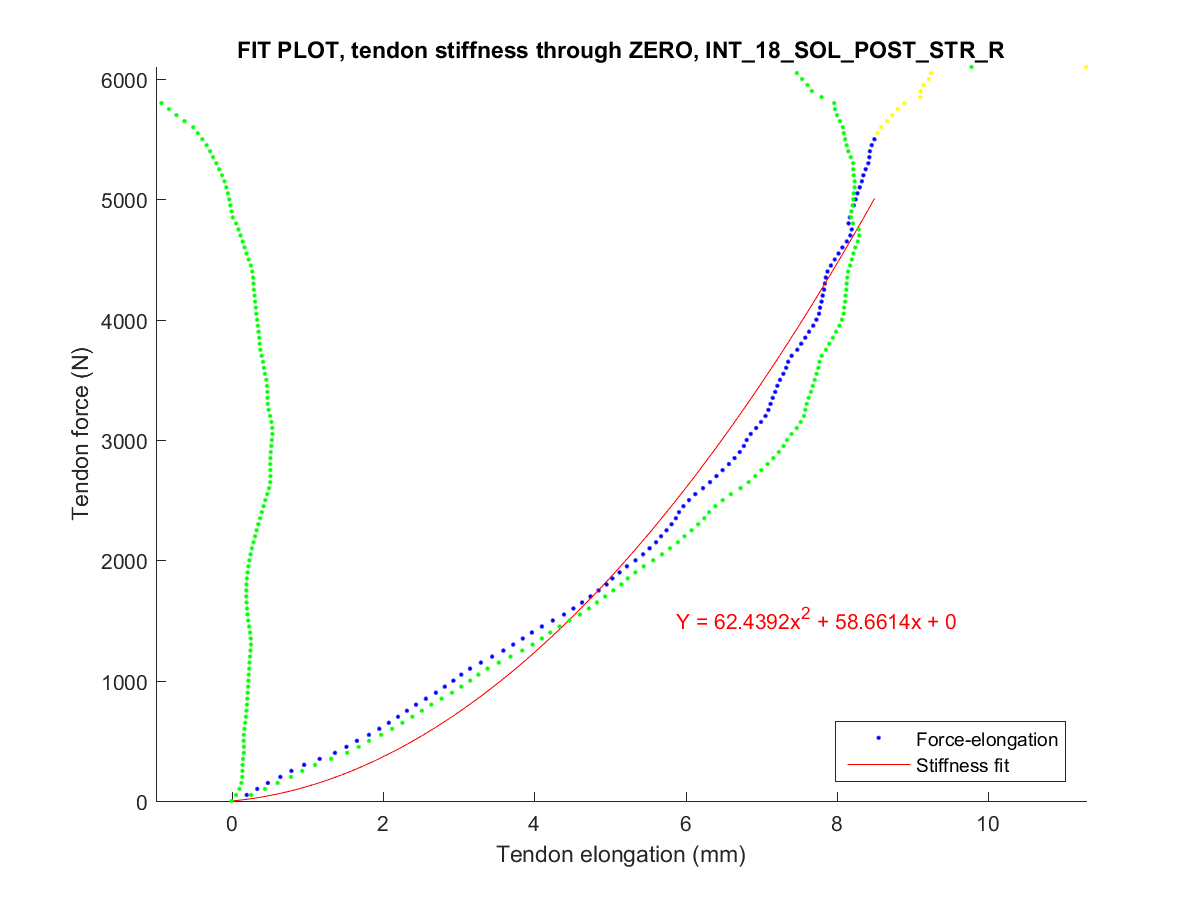 FIT PLOT, tendon stiffness through ZERO, INT_18_SOL_POST_STR_R
6000
5000
4000
3000
2000
1000
0
Tendon force (N)
Y = 62.4392x² + 58.6614x + 0
Force-elongation
Stiffness fit
0 2 4 6 8 10
Tendon elongation (mm)